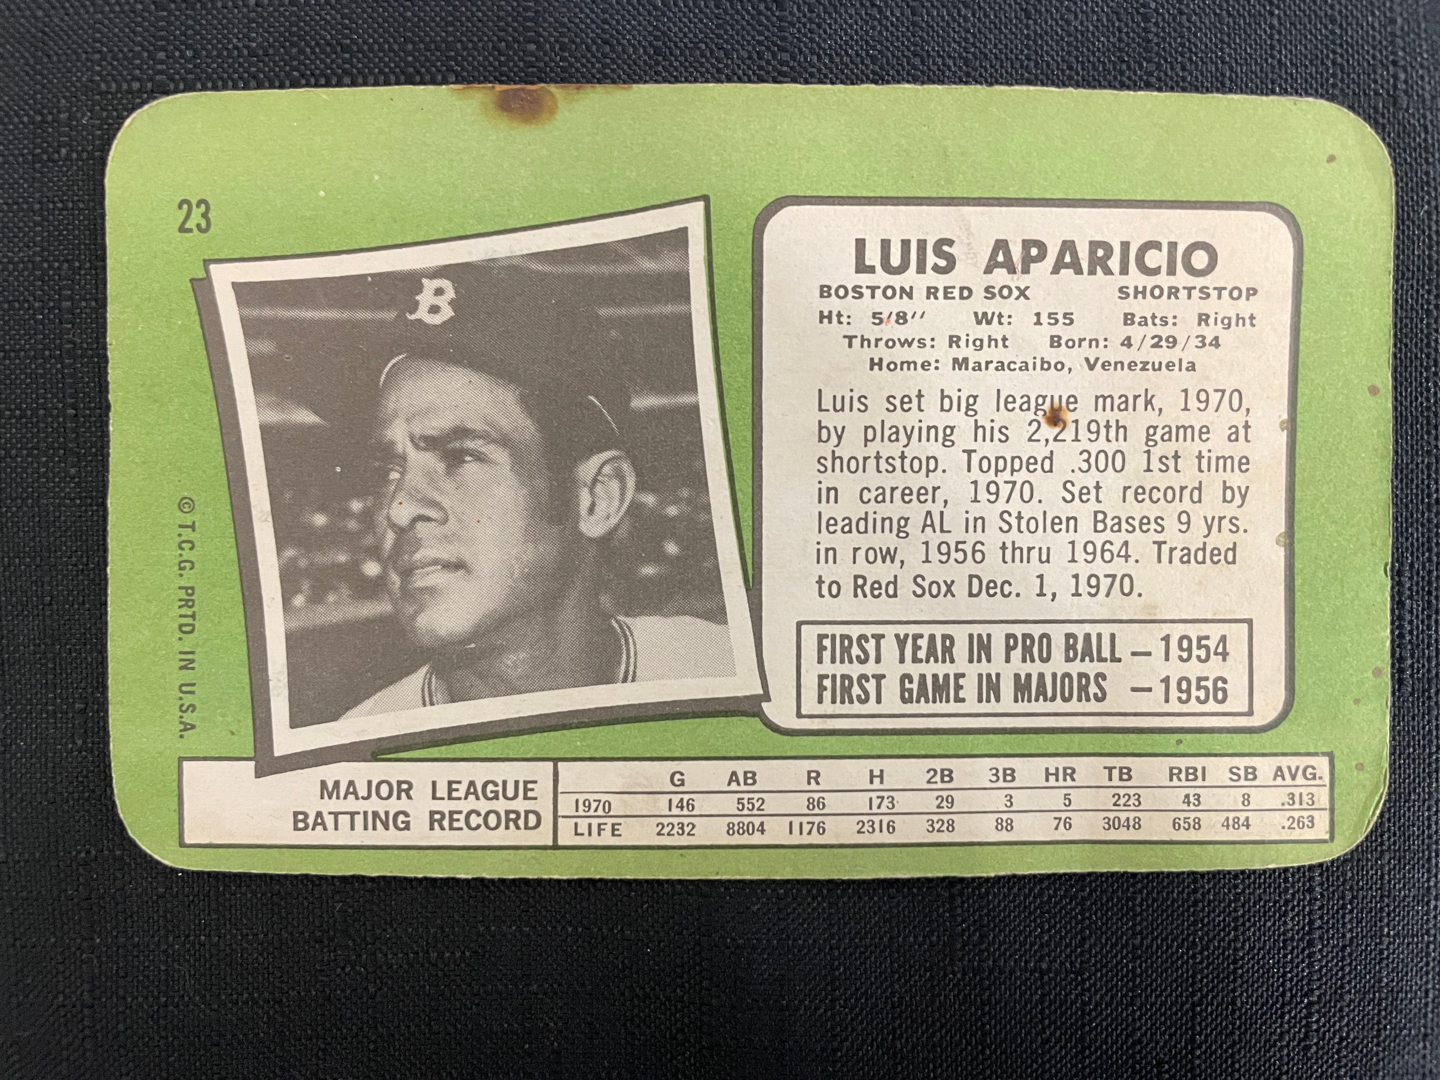 23
B
LUIS APARICIO
BOSTON RED SOX SHORTSTOP
Ht: 5'8'' Wt: 155 Bats: Right
Throws: Right Born: 4/29/34
Home: Maracaibo, Venezuela
Luis set big league mark, 1970,
by playing his 2,219th game at
shortstop. Topped .300 1st time
in career, 1970. Set record by
leading AL in Stolen Bases 9 yrs.
in row, 1956 thru 1964. Traded
to Red Sox Dec. 1, 1970.
FIRST YEAR IN PRO BALL — 1954
FIRST GAME IN MAJORS — 1956
© T.C.G. PRTD. IN U.S.A.
MAJOR LEAGUE
BATTING RECORD
G AB R H 2B 3B HR TB RBI SB AVG.
1970 146 552 86 173 29 3 5 223 43 8 .313
LIFE 2232 8804 1176 2316 328 88 76 3048 658 484 .263